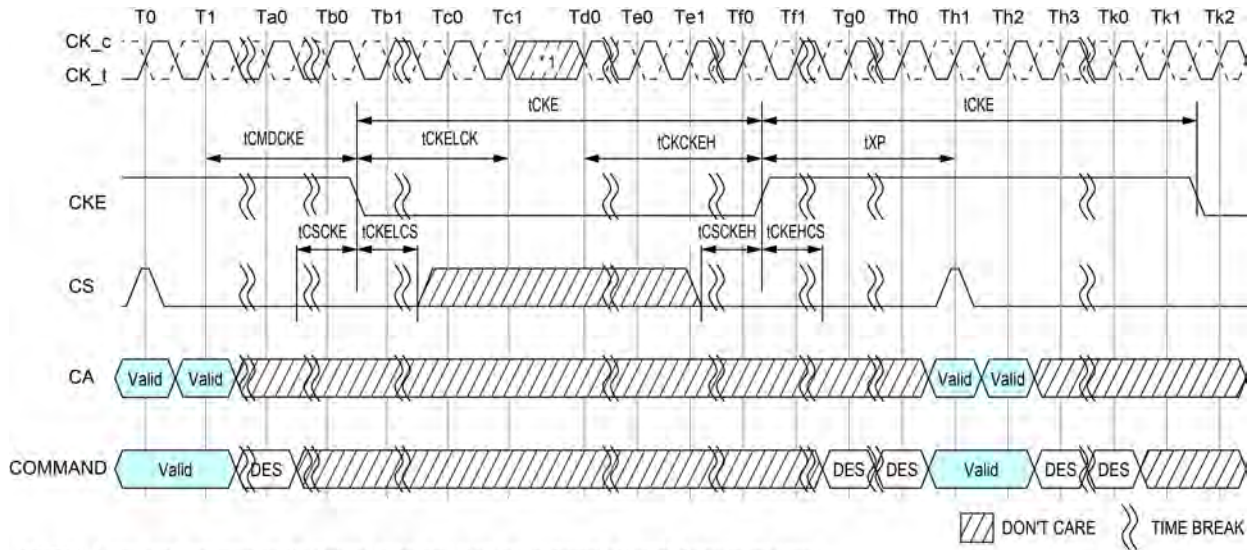 T0 T1 Ta0 Tb0 Tb1 Tc0 Tc1 Td0 Te0 Te1 Tf0 Tf1 Tg0 Th0 Th1 Th2 Th3 Tk0 Tk1 Tk2
CK_c
CK_t
*1
tCKE tCKE
tCMDCKE tCKELCK tCKCKEH tXP
CKE
tCSCKE tCKELCS tCSCKEH tCKEHCS
CS
CA Valid Valid Valid Valid
COMMAND Valid DES DES DES Valid DES DES
DON'T CARE TIME BREAK